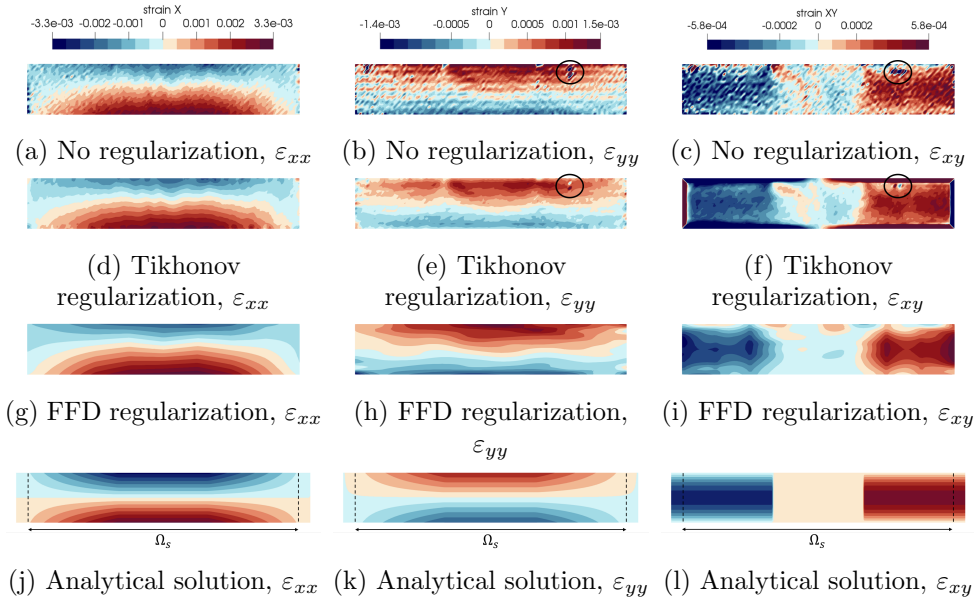 strain X
-3.3e-03 -0.002 -0.001 0 0.001 0.002 3.3e-03
strain Y
-1.4e-03 -0.0005 0 0.0005 0.001 1.5e-03
strain XY
-5.8e-04 -0.0002 0 0.0002 5.8e-04
(a) No regularization, εxx
(b) No regularization, εyy
(c) No regularization, εxy
(d) Tikhonov
regularization, εxx
(e) Tikhonov
regularization, εyy
(f) Tikhonov
regularization, εxy
(g) FFD regularization, εxx
(h) FFD regularization,
εyy
(i) FFD regularization, εxy
Ωs
Ωs
Ωs
(j) Analytical solution, εxx
(k) Analytical solution, εyy
(l) Analytical solution, εxy